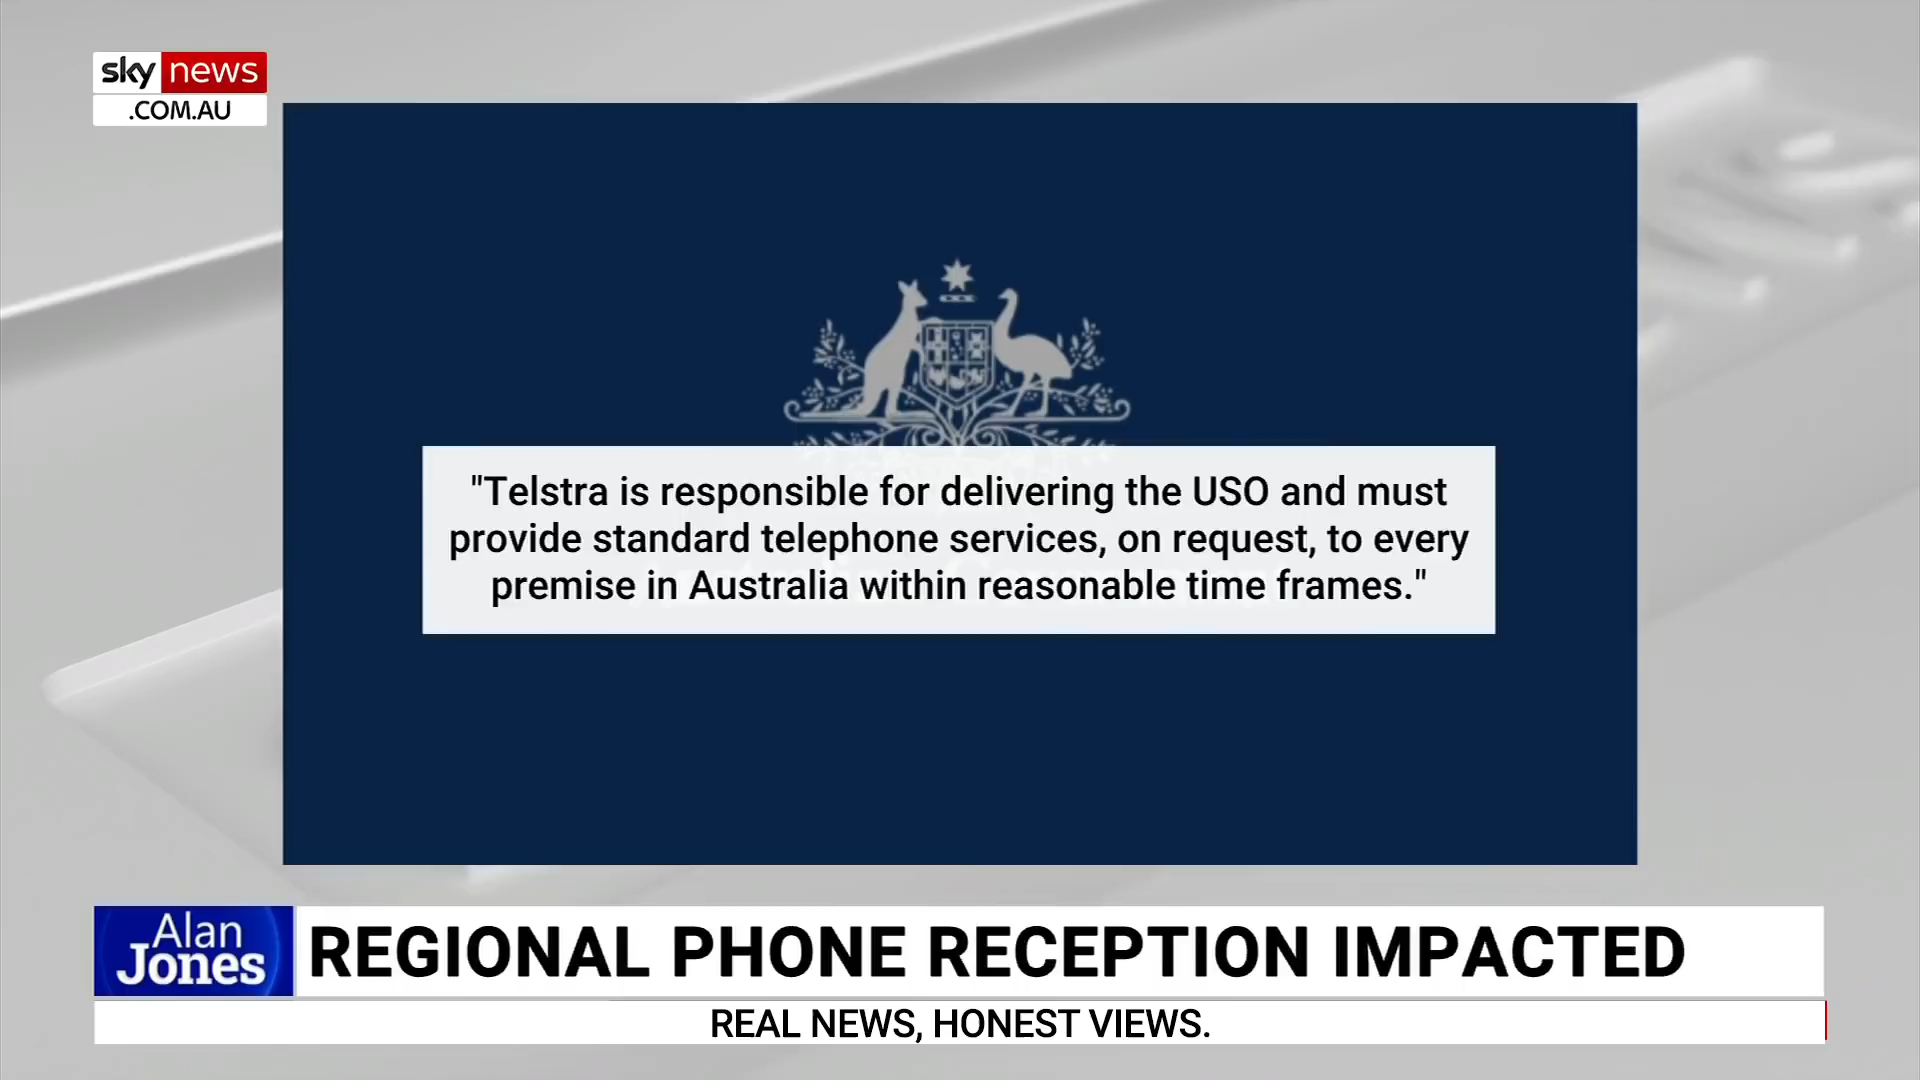 sky news
.COM.AU
"Telstra is responsible for delivering the USO and must
provide standard telephone services, on request, to every
premise in Australia within reasonable time frames."
Alan
Jones
REGIONAL PHONE RECEPTION IMPACTED
REAL NEWS, HONEST VIEWS.